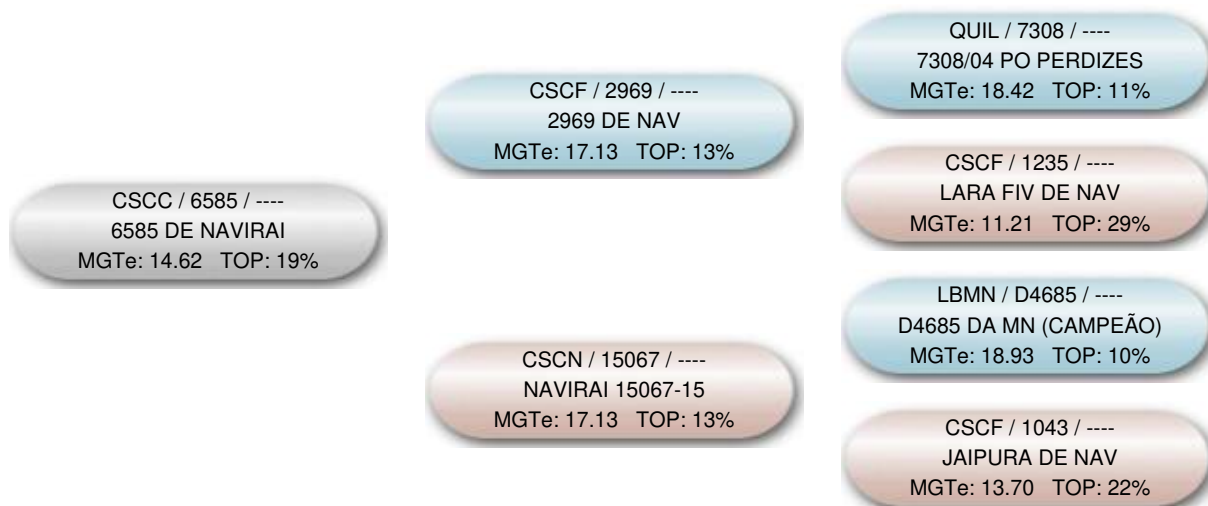 CSCC / 6585 / ----
6585 DE NAVIRAI
MGTe: 14.62 TOP: 19%
CSCF / 2969 / ----
2969 DE NAV
MGTe: 17.13 TOP: 13%
CSCN / 15067 / ----
NAVIRAI 15067-15
MGTe: 17.13 TOP: 13%
QUIL / 7308 / ----
7308/04 PO PERDIZES
MGTe: 18.42 TOP: 11%
CSCF / 1235 / ----
LARA FIV DE NAV
MGTe: 11.21 TOP: 29%
LBMN / D4685 / ----
D4685 DA MN (CAMPEÃO)
MGTe: 18.93 TOP: 10%
CSCF / 1043 / ----
JAIPURA DE NAV
MGTe: 13.70 TOP: 22%